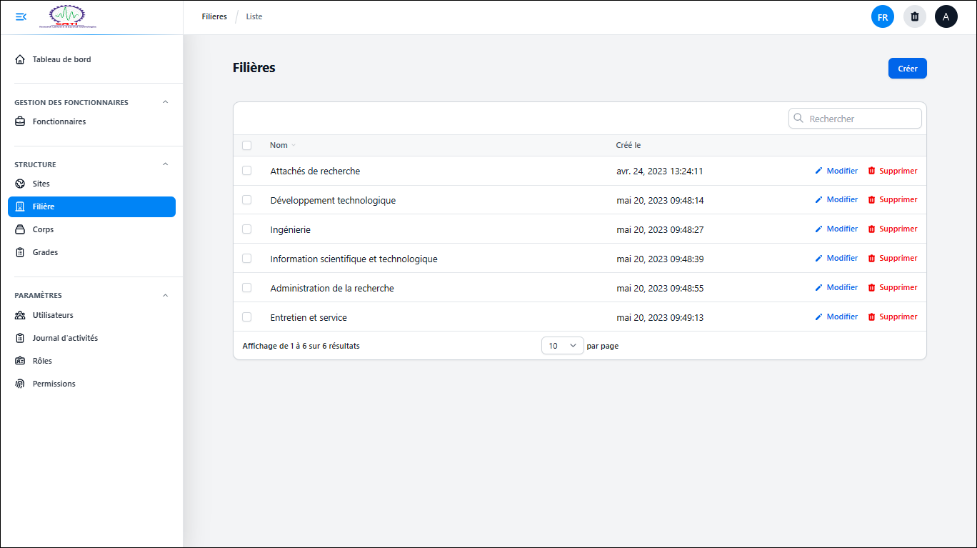 Filieres / Liste
FR
A
Tableau de bord
GESTION DES FONCTIONNAIRES
Fonctionnaires
STRUCTURE
Sites
Filière
Corps
Grades
PARAMÈTRES
Utilisateurs
Journal d'activités
Rôles
Permissions
Filières
Créer
Rechercher
Nom Créé le
Attachés de recherche avr. 24, 2023 13:24:11 Modifier Supprimer
Développement technologique mai 20, 2023 09:48:14 Modifier Supprimer
Ingénierie mai 20, 2023 09:48:27 Modifier Supprimer
Information scientifique et technologique mai 20, 2023 09:48:39 Modifier Supprimer
Administration de la recherche mai 20, 2023 09:48:55 Modifier Supprimer
Entretien et service mai 20, 2023 09:49:13 Modifier Supprimer
Affichage de 1 à 6 sur 6 résultats 10 par page